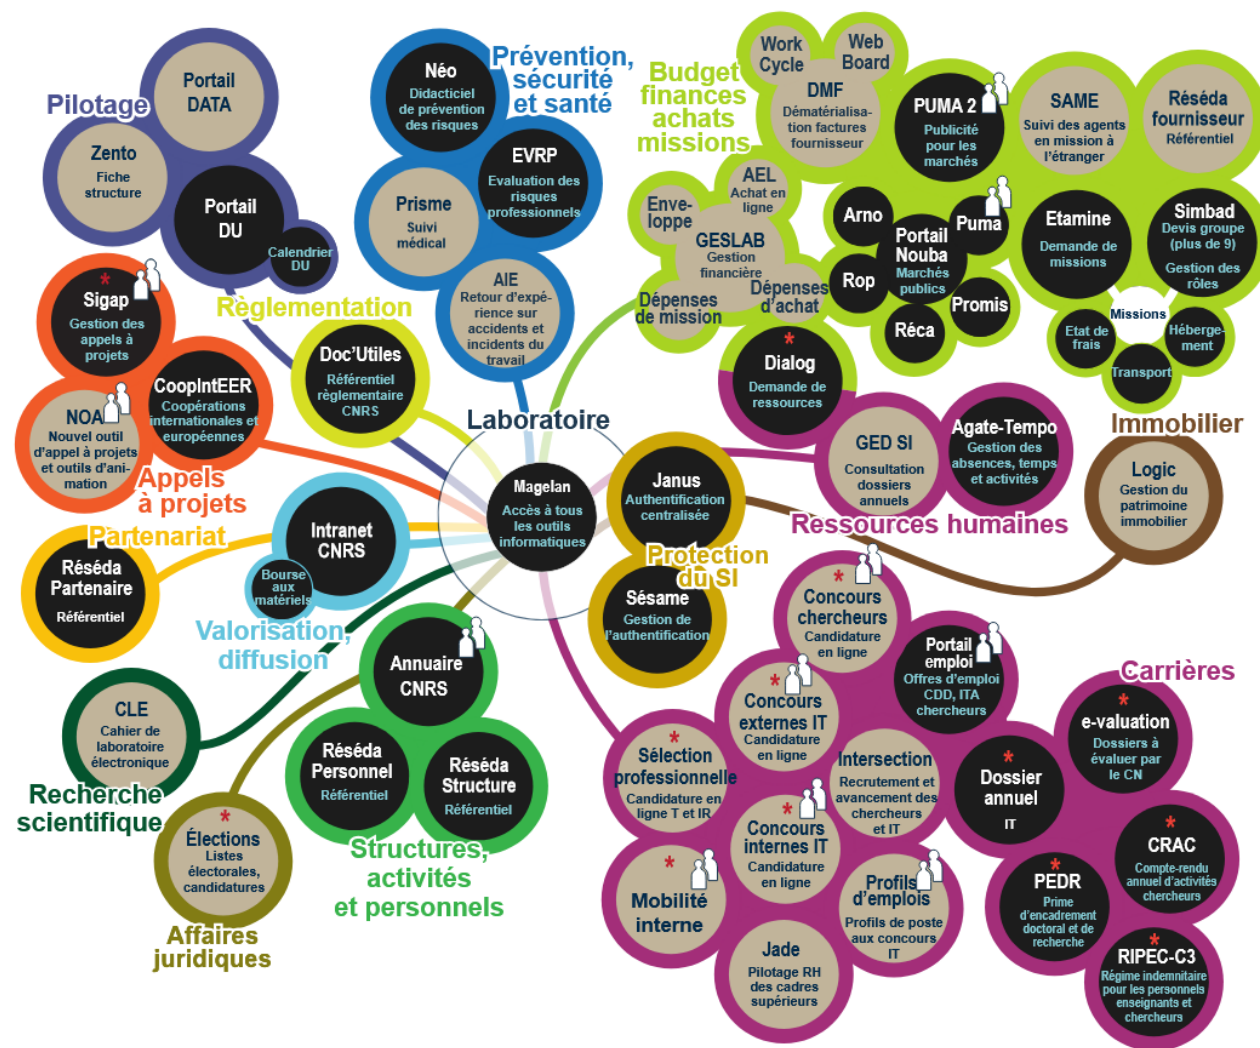 Pilotage
Portail
DATA
Zento
Fiche
structure
Portail
DU
Calendrier
DU
Prévention,
sécurité
et santé
Néo
Didacticiel
de prévention
des risques
EVRP
Evaluation des
risques
professionnels
Prisme
Suivi
médical
AIE
Retour d'expé-
rience sur
accidents et
incidents du
travail
Budget
finances
achats
missions
Work
Cycle
Web
Board
DMF
Dématérialisa-
tion factures
fournisseur
PUMA 2
Publicité
pour les
marchés
SAME
Suivi des agents
en mission à
l'étranger
Réséda
fournisseur
Référentiel
AEL
Achat en
ligne
Enve-
loppe
GESLAB
Gestion
financière
Dépenses
de mission
Dépenses
d'achat
Arno
Puma
Portail
Nouba
Marchés
publics
Rop
Promis
Réca
Etamine
Demande de
missions
Simbad
Devis groupe
(plus de 9)
Gestion des
rôles
Missions
Etat de
frais
Héberge-
ment
Transport
*
Dialog
Demande de
ressources
*
Sigap
Gestion des
appels à
projets
CoopIntEER
Coopérations
internationales et
européennes
NOA
Nouvel outil
d'appel à projets
et outils d'ani-
mation
Appels
à projets
Règlementation
Doc'Utiles
Référentiel
règlementaire
CNRS
Laboratoire
Magelan
Accès à tous
les outils
informatiques
Janus
Authentification
centralisée
Protection
du SI
Sésame
Gestion de
l'authentification
GED SI
Consultation
dossiers
annuels
Agate-Tempo
Gestion des
absences, temps
et activités
Ressources humaines
Immobilier
Logic
Gestion du
patrimoine
immobilier
Partenariat
Réséda
Partenaire
Référentiel
Intranet
CNRS
Bourse
aux
matériels
Valorisation,
diffusion
Annuaire
CNRS
Réséda
Personnel
Référentiel
Réséda
Structure
Référentiel
Structures,
activités
et personnels
CLE
Cahier de
laboratoire
électronique
Recherche
scientifique
*
Élections
Listes
électorales,
candidatures
Affaires
juridiques
Carrières
*
Concours
chercheurs
Candidature
en ligne
Portail
emploi
Offres d'emploi
CDD, ITA
chercheurs
*
Concours
externes IT
Candidature
en ligne
*
Sélection
professionnelle
Candidature en
ligne T et IR
Intersection
Recrutement et
avancement des
chercheurs
et IT
*
Dossier
annuel
IT
*
e-valuation
Dossiers à
évaluer par
le CN
*
Concours
internes IT
Candidature
en ligne
*
Mobilité
interne
Profils
d'emplois
Profils de poste
aux concours
IT
Jade
Pilotage RH
des cadres
supérieurs
*
CRAC
Compte-rendu
annuel d'activités
chercheurs
*
PEDR
Prime
d'encadrement
doctoral et de
recherche
*
RIPEC-C3
Régime indemnitaire
pour les personnels
enseignants et
chercheurs